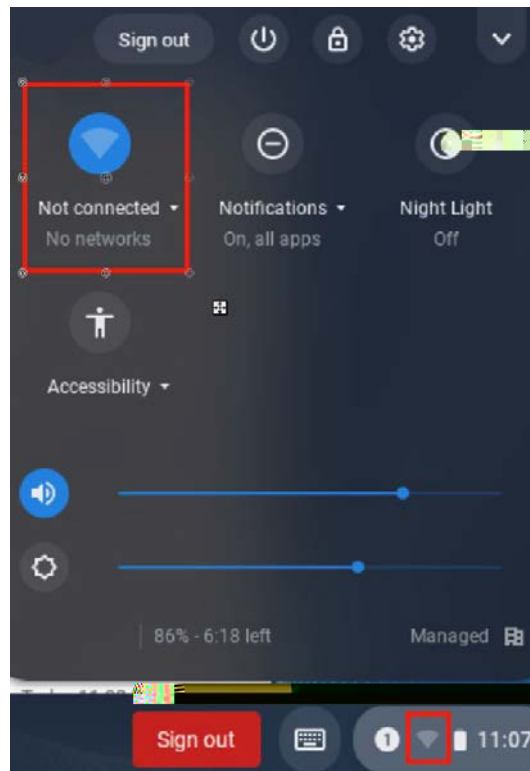 Sign out
Not connected Notifications Night Light
No networks On, all apps Off
Accessibility
86% - 6:18 left Managed
Sign out 1 11:07